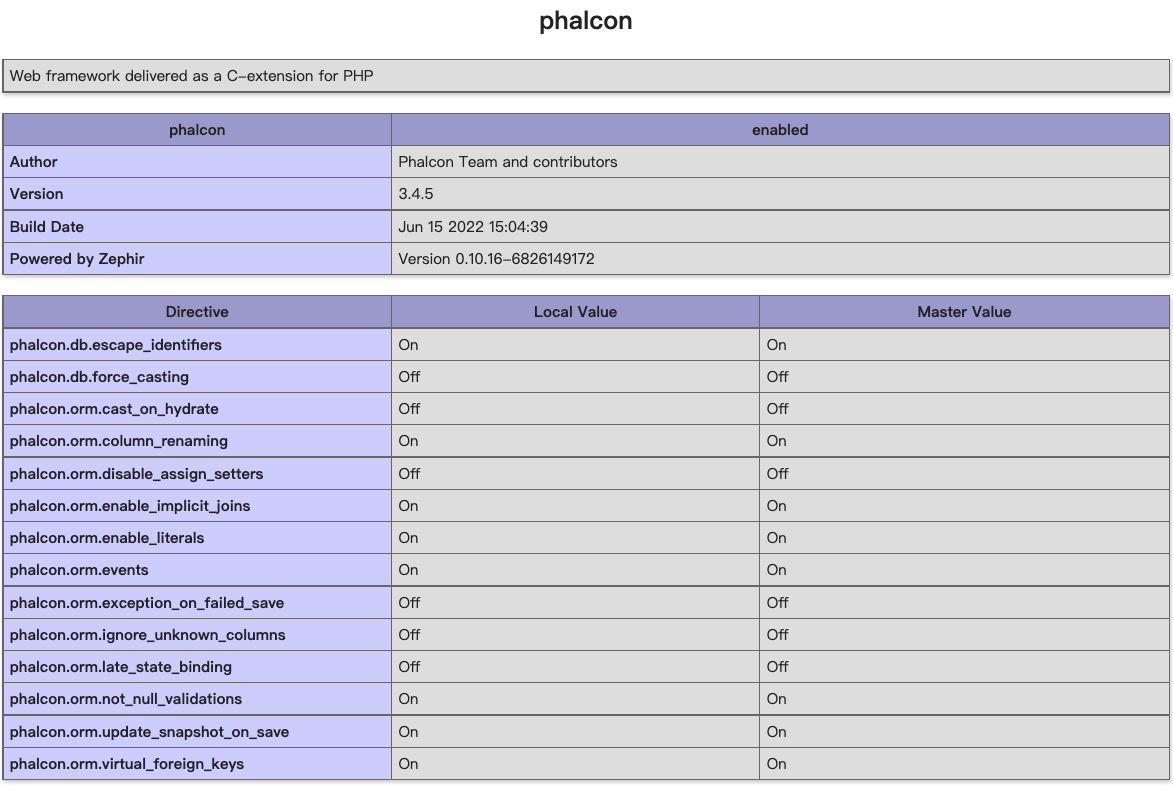 phalcon
Web framework delivered as a C-extension for PHP
phalcon enabled
Author Phalcon Team and contributors
Version 3.4.5
Build Date Jun 15 2022 15:04:39
Powered by Zephir Version 0.10.16-6826149172
Directive Local Value Master Value
phalcon.db.escape_identifiers On On
phalcon.db.force_casting Off Off
phalcon.orm.cast_on_hydrate Off Off
phalcon.orm.column_renaming On On
phalcon.orm.disable_assign_setters Off Off
phalcon.orm.enable_implicit_joins On On
phalcon.orm.enable_literals On On
phalcon.orm.events On On
phalcon.orm.exception_on_failed_save Off Off
phalcon.orm.ignore_unknown_columns Off Off
phalcon.orm.late_state_binding Off Off
phalcon.orm.not_null_validations On On
phalcon.orm.update_snapshot_on_save On On
phalcon.orm.virtual_foreign_keys On On